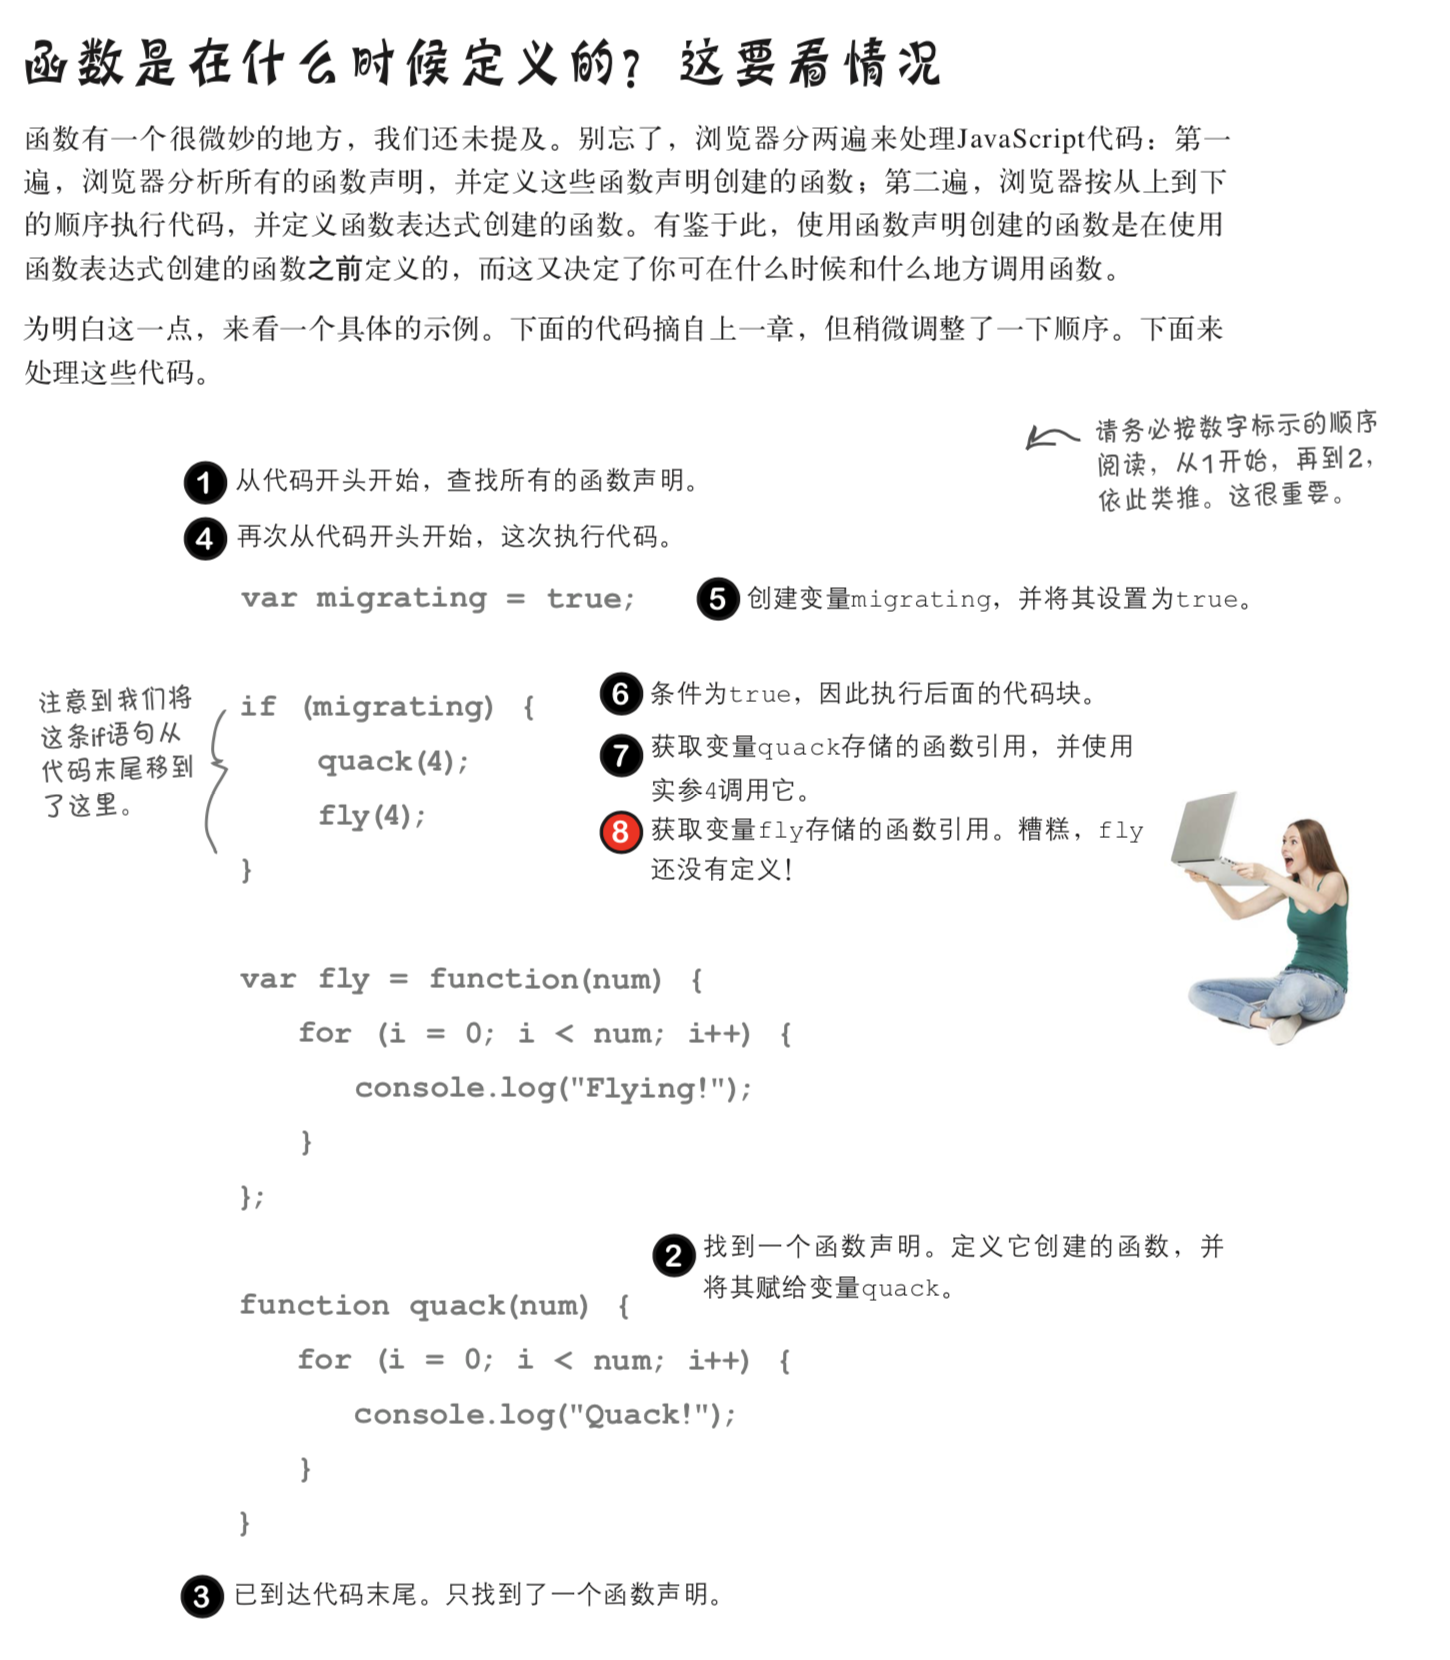 函数是在什么时候定义的？这要看情况
函数有一个很微妙的地方，我们还未提及。别忘了，浏览器分两遍来处理JavaScript代码：第一
遍，浏览器分析所有的函数声明，并定义这些函数声明创建的函数；第二遍，浏览器按从上到下
的顺序执行代码，并定义函数表达式创建的函数。有鉴于此，使用函数声明创建的函数是在使用
函数表达式创建的函数之前定义的，而这又决定了你可在什么时候和什么地方调用函数。
为明白这一点，来看一个具体的示例。下面的代码摘自上一章，但稍微调整了一下顺序。下面来
处理这些代码。
请务必按数字标示的顺序
阅读，从1开始，再到2，
依此类推。这很重要。
1 从代码开头开始，查找所有的函数声明。
4 再次从代码开头开始，这次执行代码。
var migrating = true;
5 创建变量migrating，并将其设置为true。
注意到我们将
这条if语句从
代码末尾移到
了这里。
if (migrating) {
quack(4);
fly(4);
}
6 条件为true，因此执行后面的代码块。
7 获取变量quack存储的函数引用，并使用
实参4调用它。
8 获取变量fly存储的函数引用。糟糕，fly
还没有定义！
var fly = function(num) {
for (i = 0; i < num; i++) {
console.log("Flying!");
}
};
2 找到一个函数声明。定义它创建的函数，并
将其赋给变量quack。
function quack(num) {
for (i = 0; i < num; i++) {
console.log("Quack!");
}
}
3 已到达代码末尾。只找到了一个函数声明。